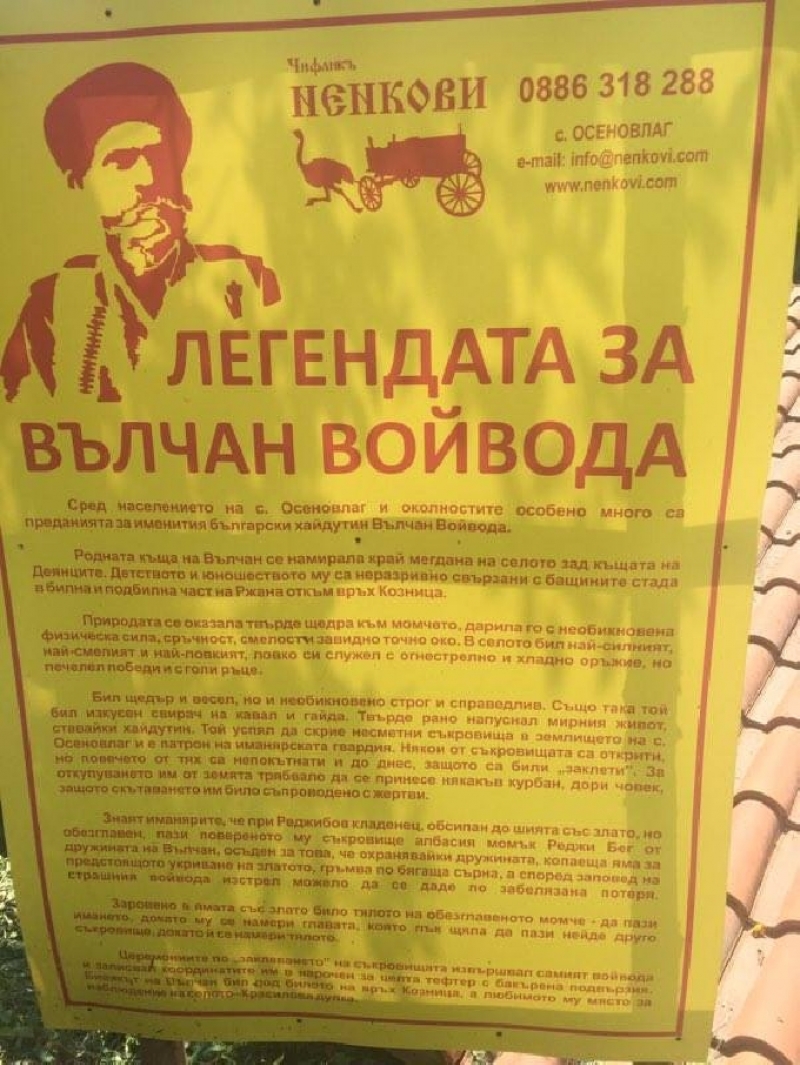 Чифликъ
НЕНКОВИ
0886 318 288
с. ОСЕНОВЛАГ
e-mail: info@nenkovi.com
www.nenkovi.com
ЛЕГЕНДАТА ЗА
ВЪЛЧАН ВОЙВОДА
Сред населението на с. Осеновлаг и околностите особено много са
преданията за именития български хайдутин Вълчан Войвода.
Родната къща на Вълчан се намирала край мегдана на селото зад къщата на
Деянците. Детството и юношеството му са неразривно свързани с бащините стада
в билна и подбилна част на Ржана откъм връх Козница.
Природата се оказала твърде щедра към момчето, дарила го с необикновена
физическа сила, сръчност, смелост и завидно точно око. В селото бил най-силният,
най-смелият и най-ловкият, ловко си служел с огнестрелно и хладно оръжие, но
печелел победи и с голи ръце.
Бил щедър и весел, но и необикновено строг и справедлив. Също така той
бил изкусен свирач на кавал и гайда. Твърде рано напуснал мирния живот,
ставайки хайдутин. Той успял да скрие несметни съкровища в землището на с.
Осеновлаг и е патрон на иманярската гвардия. Някои от съкровищата са открити,
но повечето от тях са непокътнати и до днес, защото са били „заклети“. За
откупуването им от земята трябвало да се принесе някакъв курбан, дори човек,
защото скътаването им било съпроводено с жертви.
Знаят иманярите, че при Реджибов кладенец, обсипан до шията със злато, но
обезглавен, пази повереното му съкровище албасия момък Реджи Бег от
дружината на Вълчан, осъден за това, че охранявайки дружината, копаеща яма за
предстоящото укриване на златото, гръмва по бягаща сърна, а според заповед на
страшния войвода изстрел можело да се даде по забелязана потеря.
Заровено в ямата със злато било тялото на обезглавеното момче - да пази
имането, докато му се намери главата, която пък щяла да пази нейде друго
съкровище, докато и се намери тялото.
Церемониите по „заклеването“ на съкровищата извършвал самият войвода
и записвал координатите им в нарочен за целта тефтер с бакърена подвързия.
Биваkът на Вълчан бил под билото на връх Козница, а любимото му място за
наблюдение на селото- Красилова дупка.